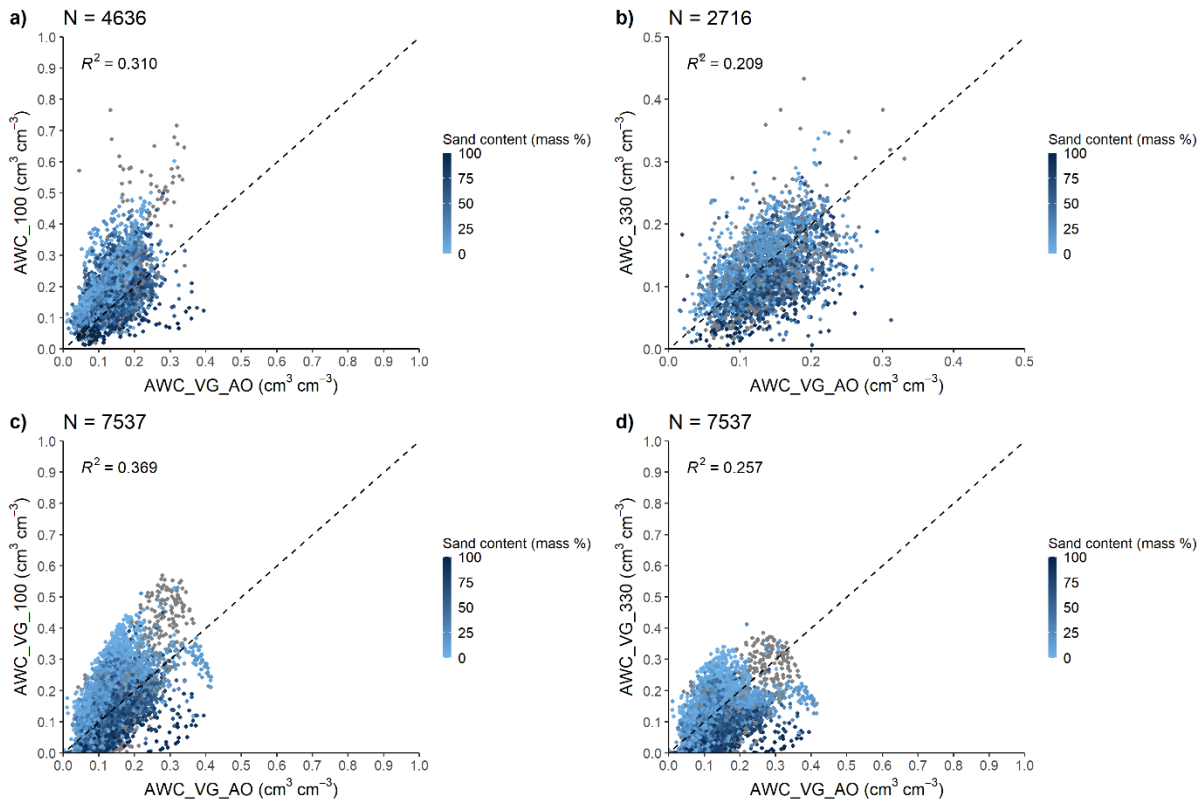 a) N = 4636
R² = 0.310
1.0
0.9
0.8
0.7
0.6
0.5
0.4
0.3
0.2
0.1
0.0
AWC_100 (cm³ cm⁻³)
0.0 0.1 0.2 0.3 0.4 0.5 0.6 0.7 0.8 0.9 1.0
AWC_VG_AO (cm³ cm⁻³)
Sand content (mass %)
100
75
50
25
0
b) N = 2716
R² = 0.209
0.5
0.4
0.3
0.2
0.1
0.0
AWC_330 (cm³ cm⁻³)
0.0 0.1 0.2 0.3 0.4 0.5
AWC_VG_AO (cm³ cm⁻³)
Sand content (mass %)
100
75
50
25
0
c) N = 7537
R² = 0.369
1.0
0.9
0.8
0.7
0.6
0.5
0.4
0.3
0.2
0.1
0.0
AWC_VG_100 (cm³ cm⁻³)
0.0 0.1 0.2 0.3 0.4 0.5 0.6 0.7 0.8 0.9 1.0
AWC_VG_AO (cm³ cm⁻³)
Sand content (mass %)
100
75
50
25
0
d) N = 7537
R² = 0.257
1.0
0.9
0.8
0.7
0.6
0.5
0.4
0.3
0.2
0.1
0.0
AWC_VG_330 (cm³ cm⁻³)
0.0 0.1 0.2 0.3 0.4 0.5 0.6 0.7 0.8 0.9 1.0
AWC_VG_AO (cm³ cm⁻³)
Sand content (mass %)
100
75
50
25
0